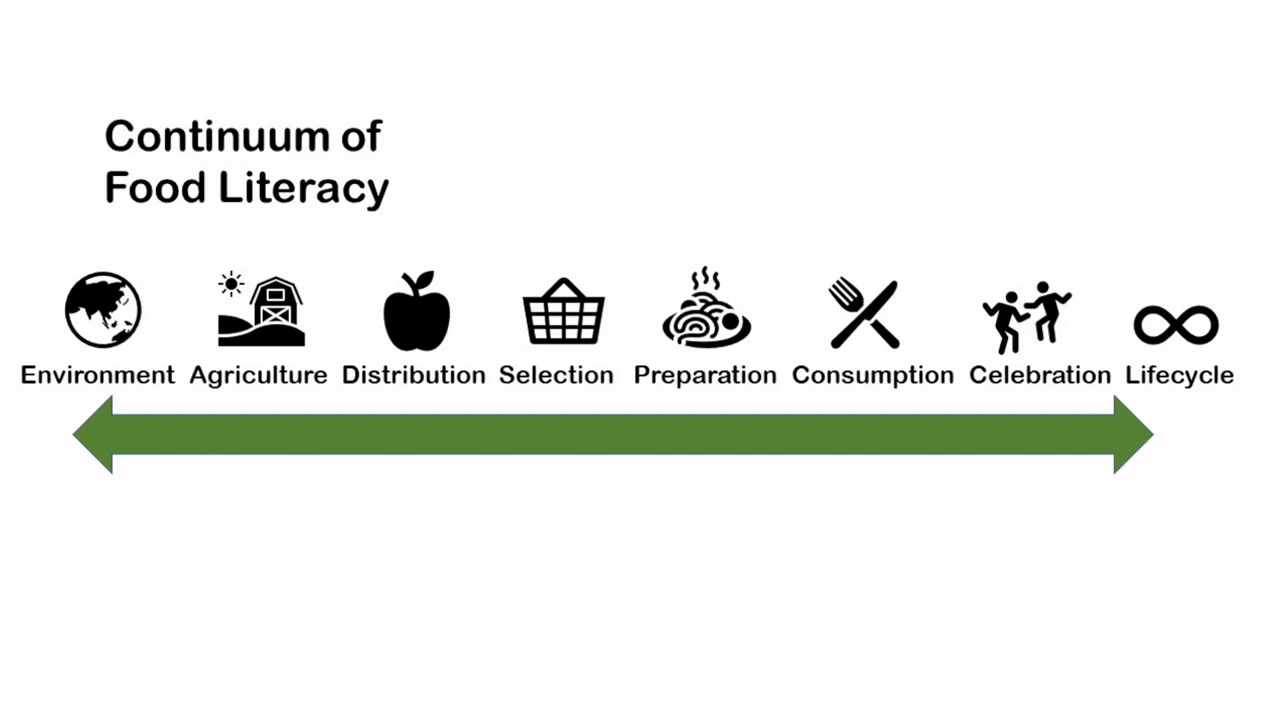 Continuum of
Food Literacy
Environment Agriculture Distribution Selection Preparation Consumption Celebration Lifecycle